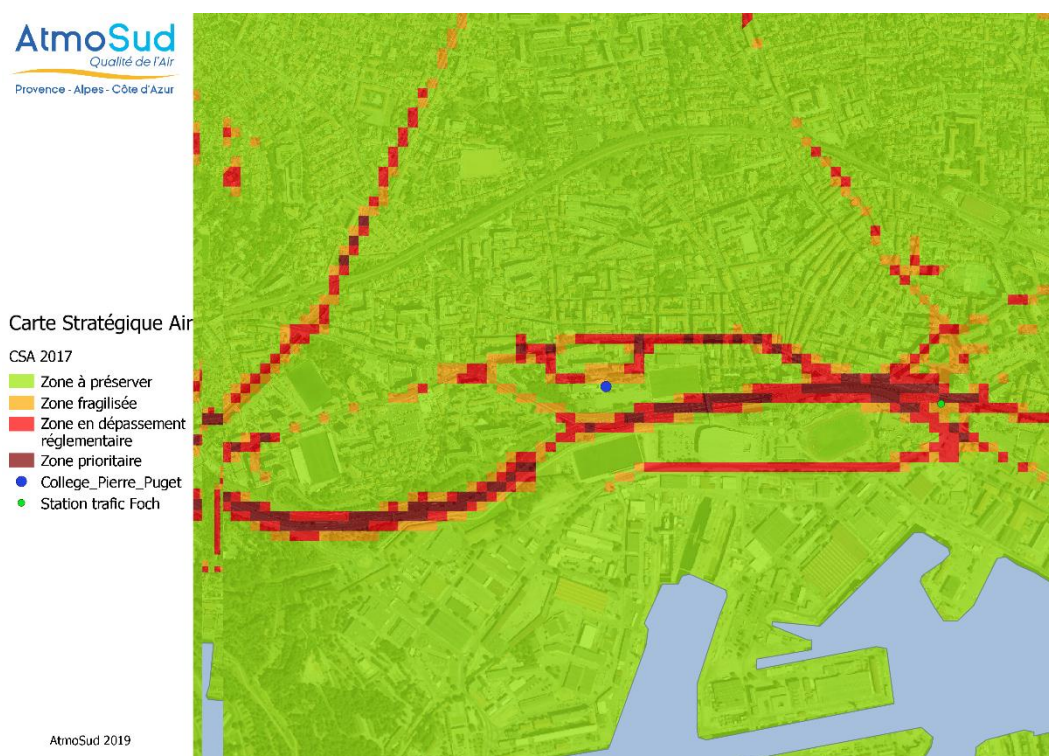 AtmoSud
Qualité de l'Air
Provence - Alpes - Côte d'Azur
Carte Stratégique Air
CSA 2017
Zone à préserver
Zone fragilisée
Zone en dépassement
réglementaire
Zone prioritaire
College_Pierre_Puget
Station trafic Foch
AtmoSud 2019